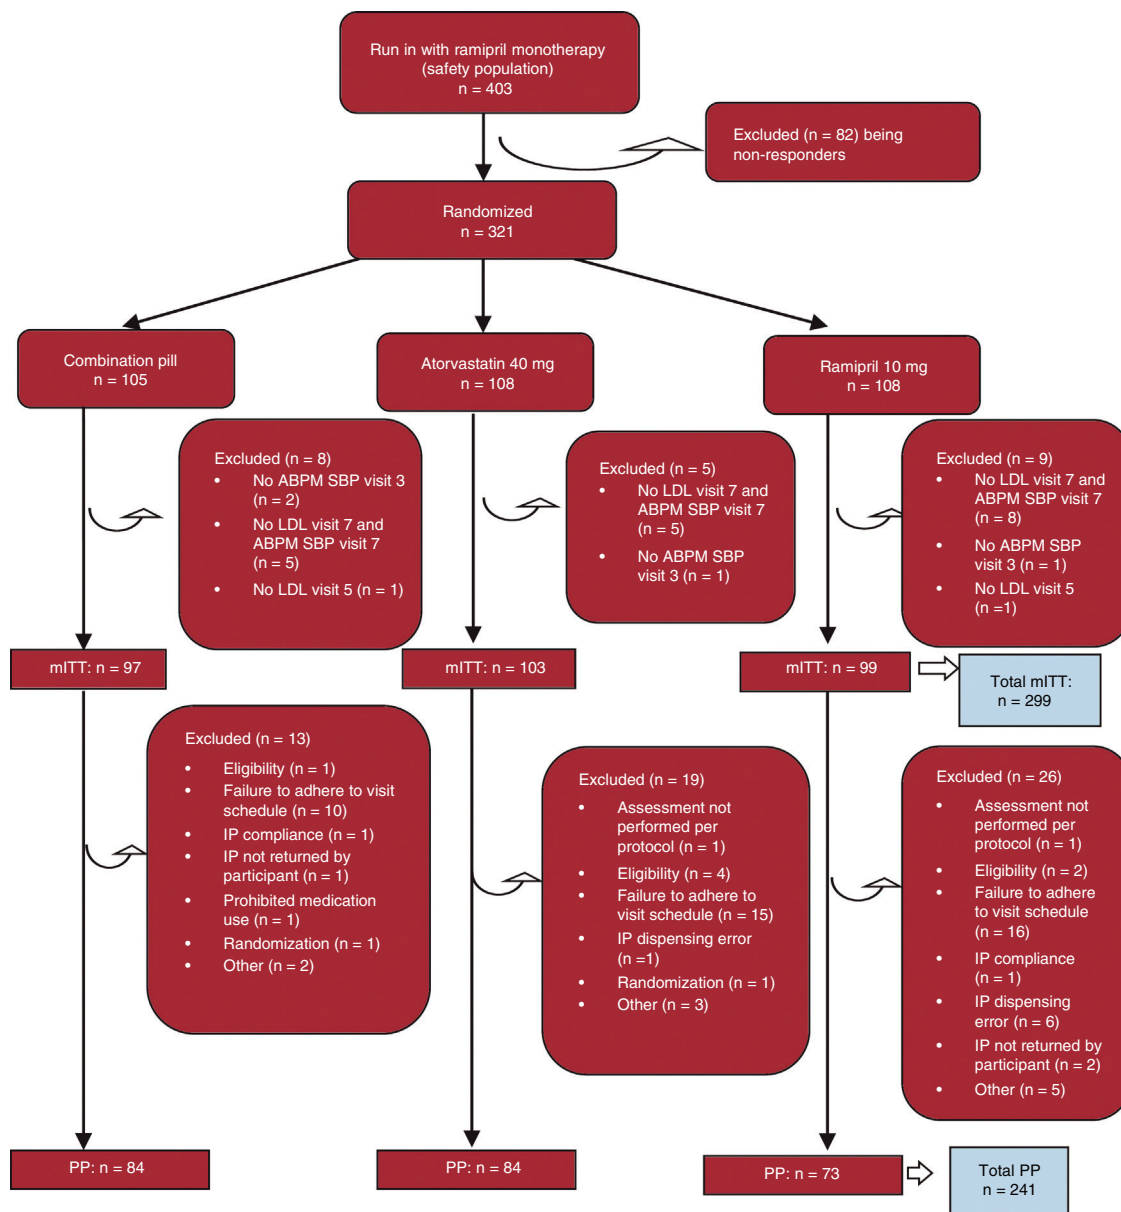 Run in with ramipril monotherapy
(safety population)
n = 403
Excluded (n = 82) being
non-responders
Randomized
n = 321
Combination pill
n = 105
Atorvastatin 40 mg
n = 108
Ramipril 10 mg
n = 108
Excluded (n = 8)
• No ABPM SBP visit 3
(n = 2)
• No LDL visit 7 and
ABPM SBP visit 7
(n = 5)
• No LDL visit 5 (n = 1)
Excluded (n = 5)
• No LDL visit 7 and
ABPM SBP visit 7
(n = 5)
• No ABPM SBP
visit 3 (n = 1)
Excluded (n = 9)
• No LDL visit 7 and
ABPM SBP visit 7
(n = 8)
• No ABPM SBP
visit 3 (n = 1)
• No LDL visit 5
(n =1)
mITT: n = 97
mITT: n = 103
mITT: n = 99
Total mITT:
n = 299
Excluded (n = 13)
• Eligibility (n = 1)
• Failure to adhere to visit
schedule (n = 10)
• IP compliance (n = 1)
• IP not returned by
participant (n = 1)
• Prohibited medication
use (n = 1)
• Randomization (n = 1)
• Other (n = 2)
Excluded (n = 19)
• Assessment not
performed per
protocol (n = 1)
• Eligibility (n = 4)
• Failure to adhere to
visit schedule (n = 15)
• IP dispensing error
(n =1)
• Randomization (n = 1)
• Other (n = 3)
Excluded (n = 26)
• Assessment not
performed per
protocol (n = 1)
• Eligibility (n = 2)
• Failure to adhere
to visit schedule
(n = 16)
• IP compliance
(n = 1)
• IP dispensing
error (n = 6)
• IP not returned by
participant (n = 2)
• Other (n = 5)
PP: n = 84
PP: n = 84
PP: n = 73
Total PP
n = 241